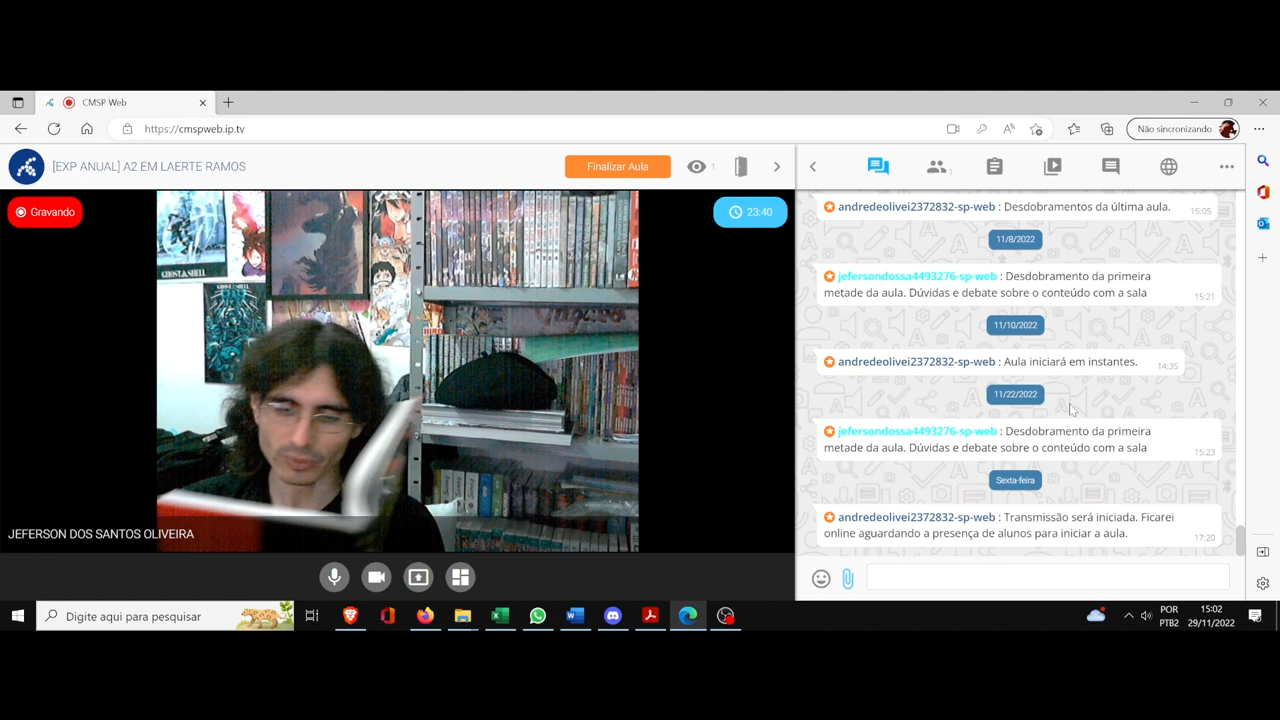 CMSP Web
https://cmspweb.ip.tv
Não sincronizando
[EXP ANUAL] A2 EM LAERTE RAMOS
Finalizar Aula
1
1
Gravando
23:40
GHOST IN THE SHELL
JEFERSON DOS SANTOS OLIVEIRA
andredeolivei2372832-sp-web : Desdobramentos da última aula.
15:05
11/8/2022
jefersondossa4493276-sp-web : Desdobramento da primeira
metade da aula. Dúvidas e debate sobre o conteúdo com a sala
15:21
11/10/2022
andredeolivei2372832-sp-web : Aula iniciará em instantes.
14:35
11/22/2022
jefersondossa4493276-sp-web : Desdobramento da primeira
metade da aula. Dúvidas e debate sobre o conteúdo com a sala
15:23
Sexta-feira
andredeolivei2372832-sp-web : Transmissão será iniciada. Ficarei
online aguardando a presença de alunos para iniciar a aula.
17:20
Digite aqui para pesquisar
POR
PTB2
15:02
29/11/2022